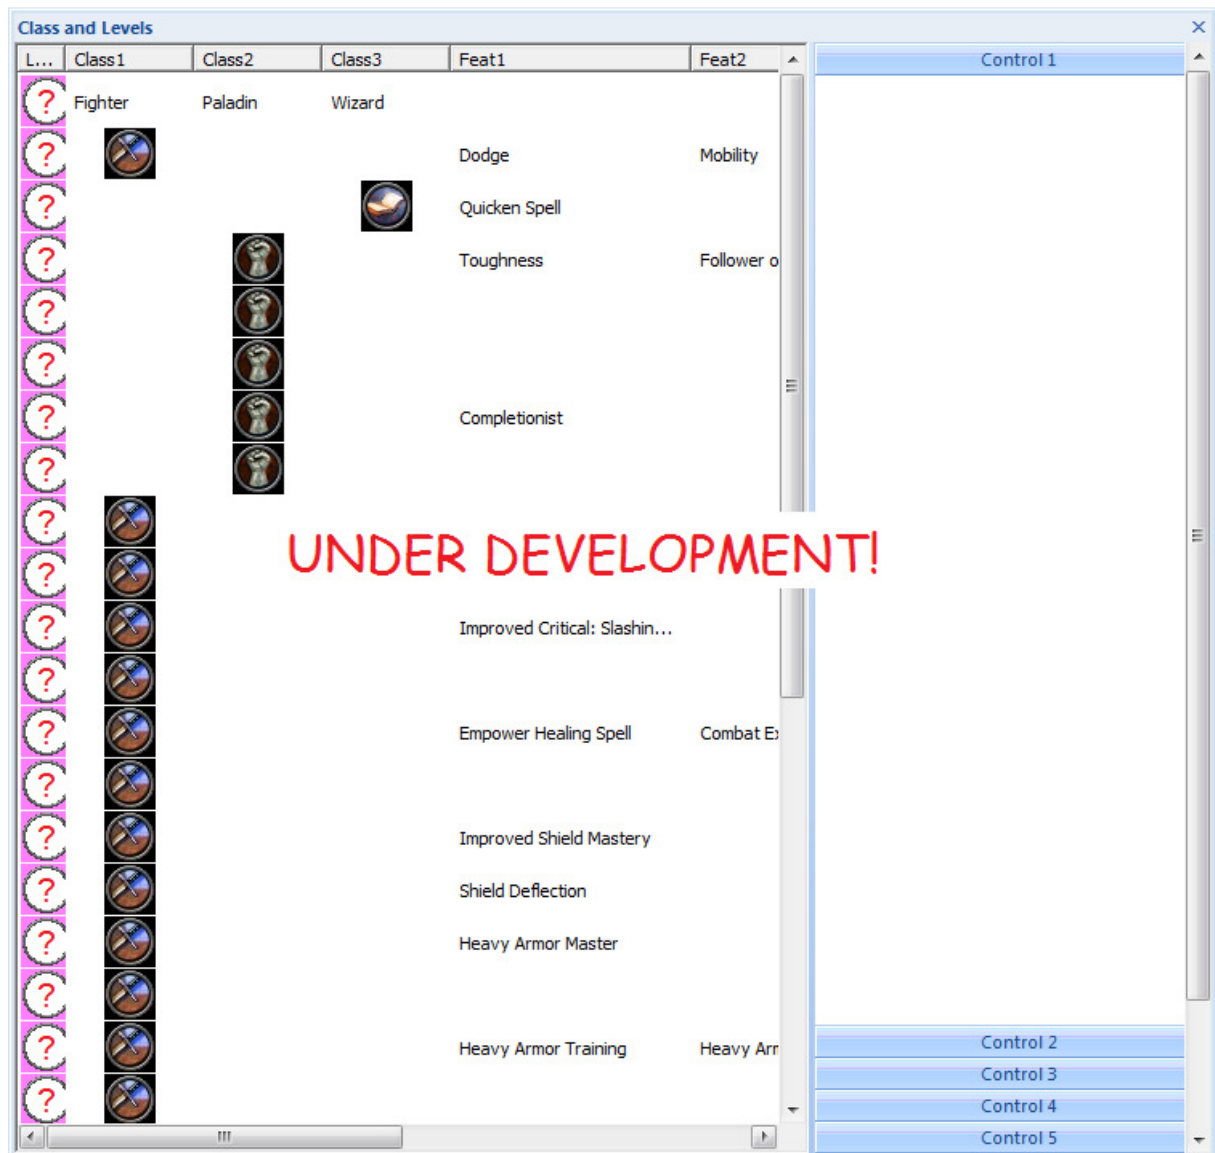 Class and Levels
L... Class1 Class2 Class3 Feat1 Feat2 Control 1
? Fighter Paladin Wizard
? Dodge Mobility
? Quicken Spell
? Toughness Follower o
?
?
? Completionist
?
?
UNDER DEVELOPMENT!
?
? Improved Critical: Slashin...
?
? Empower Healing Spell Combat Ex
?
? Improved Shield Mastery
? Shield Deflection
? Heavy Armor Master
?
? Heavy Armor Training Heavy Arm
?
Control 2
Control 3
Control 4
Control 5